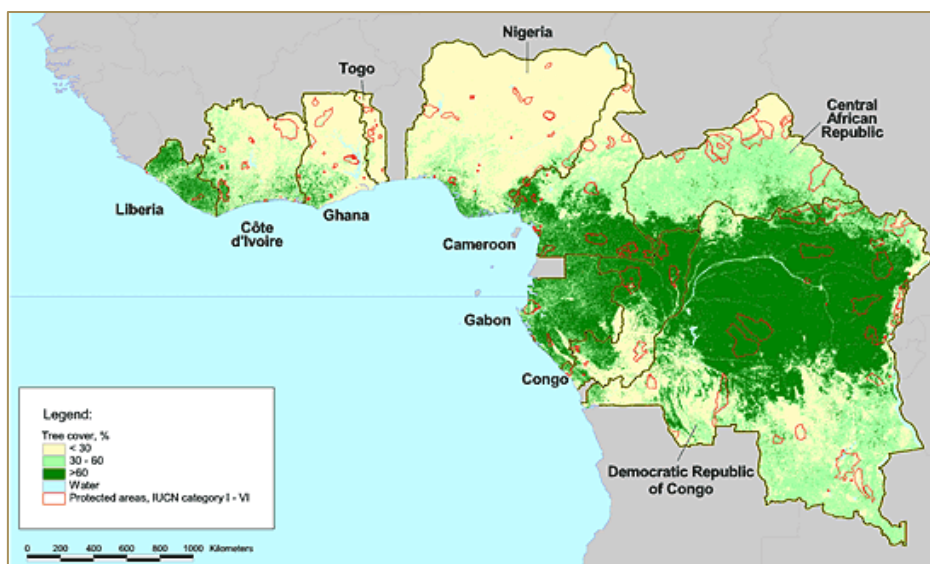 Nigeria
Togo
Central
African
Republic
Liberia
Côte
d'Ivoire
Ghana
Cameroon
Gabon
Congo
Democratic Republic
of Congo
Legend:
Tree cover, %
< 30
30 - 60
>60
Water
Protected areas, IUCN category I - VI
0 200 400 600 800 1000 Kilometers